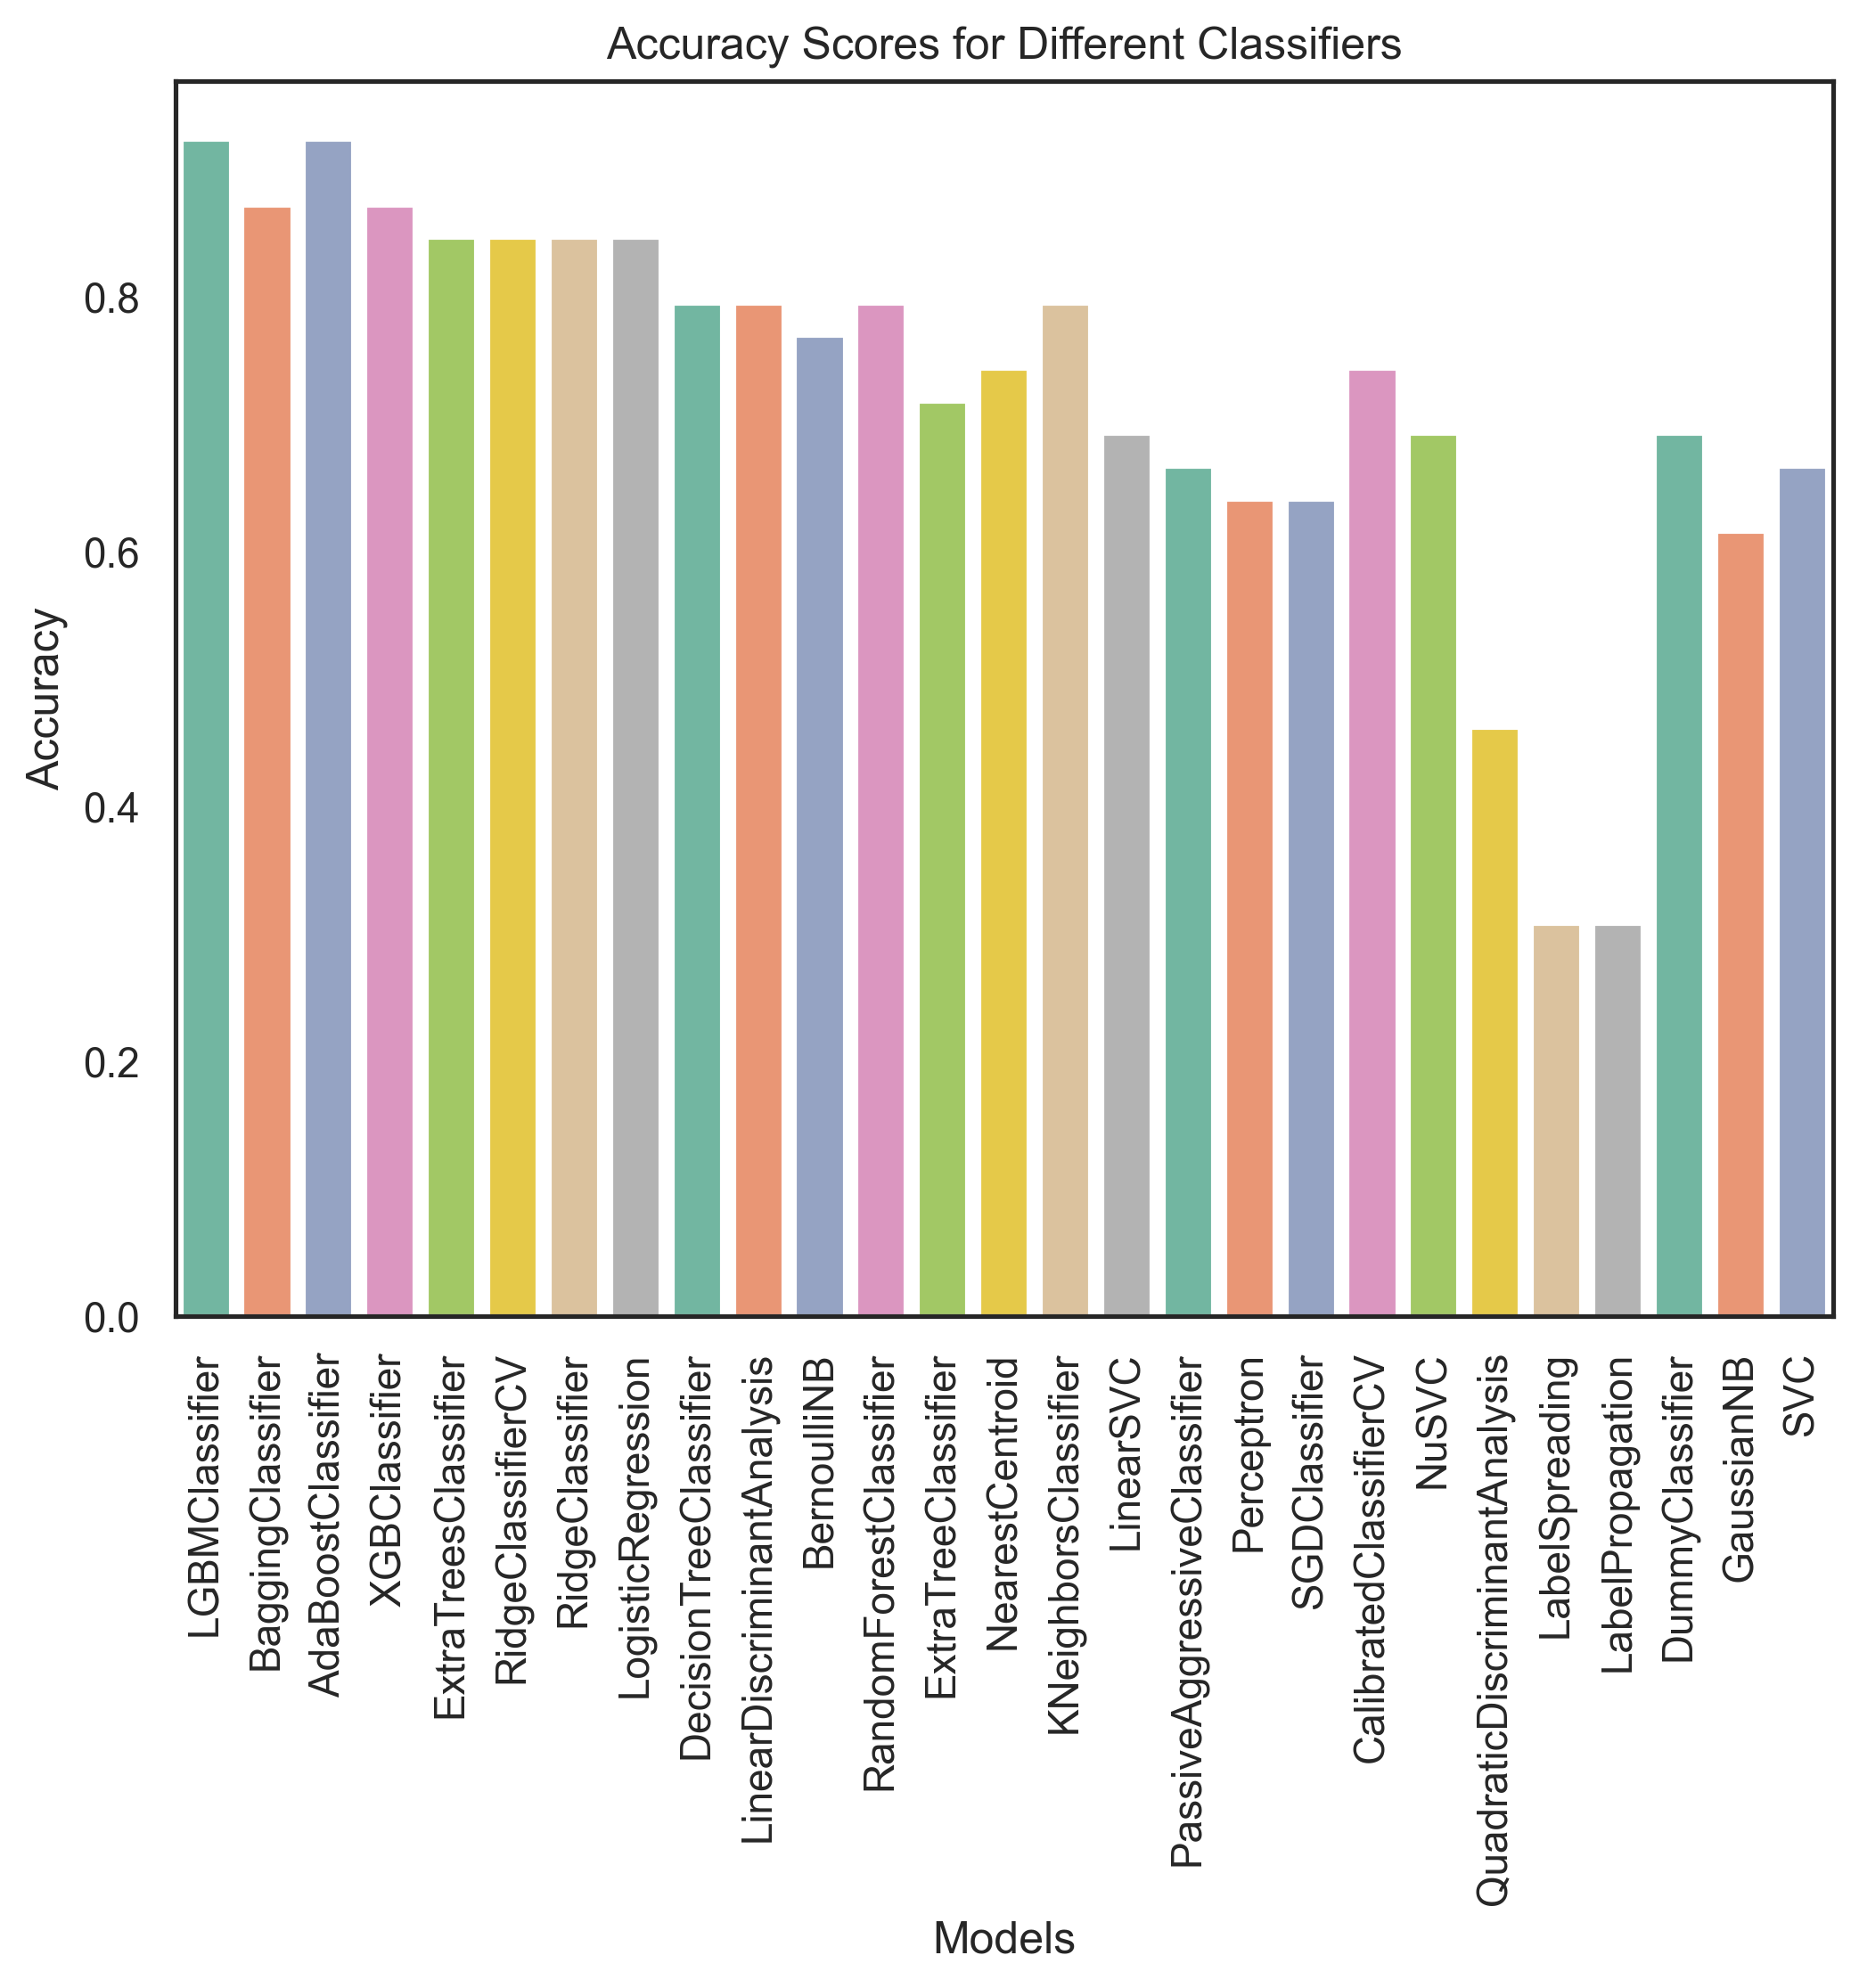 Accuracy Scores for Different Classifiers
Accuracy
0.8
0.6
0.4
0.2
0.0
LGBMClassifier
BaggingClassifier
AdaBoostClassifier
XGBClassifier
ExtraTreesClassifier
RidgeClassifierCV
RidgeClassifier
LogisticRegression
DecisionTreeClassifier
LinearDiscriminantAnalysis
BernoulliNB
RandomForestClassifier
ExtraTreeClassifier
NearestCentroid
KNeighborsClassifier
LinearSVC
PassiveAggressiveClassifier
Perceptron
SGDClassifier
CalibratedClassifierCV
NuSVC
QuadraticDiscriminantAnalysis
LabelSpreading
LabelPropagation
DummyClassifier
GaussianNB
SVC
Models